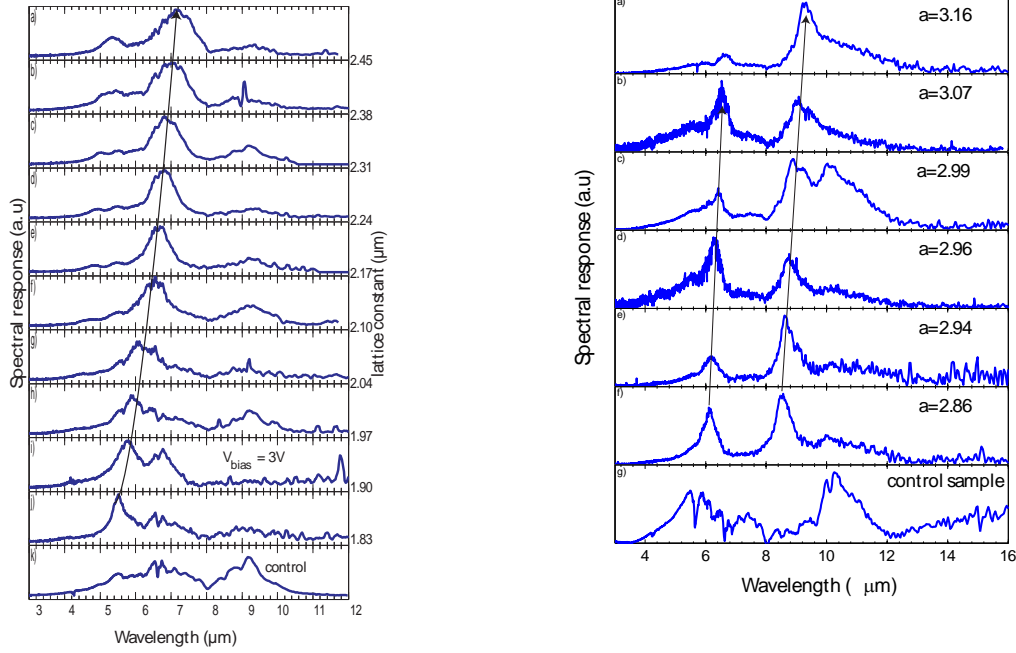 a)
2.45
b)
2.38
c)
2.31
d)
2.24
e)
2.17
f)
2.10
g)
2.04
h)
1.97
i)
V_bias = 3V
1.90
j)
1.83
k)
control
3 4 5 6 7 8 9 10 11 12
Wavelength (µm)
Spectral response (a.u)
lattice constant (µm)
a)
a=3.16
b)
a=3.07
c)
a=2.99
d)
a=2.96
e)
a=2.94
f)
a=2.86
g)
control sample
4 6 8 10 12 14 16
Wavelength ( µm)
Spectral response (a.u)